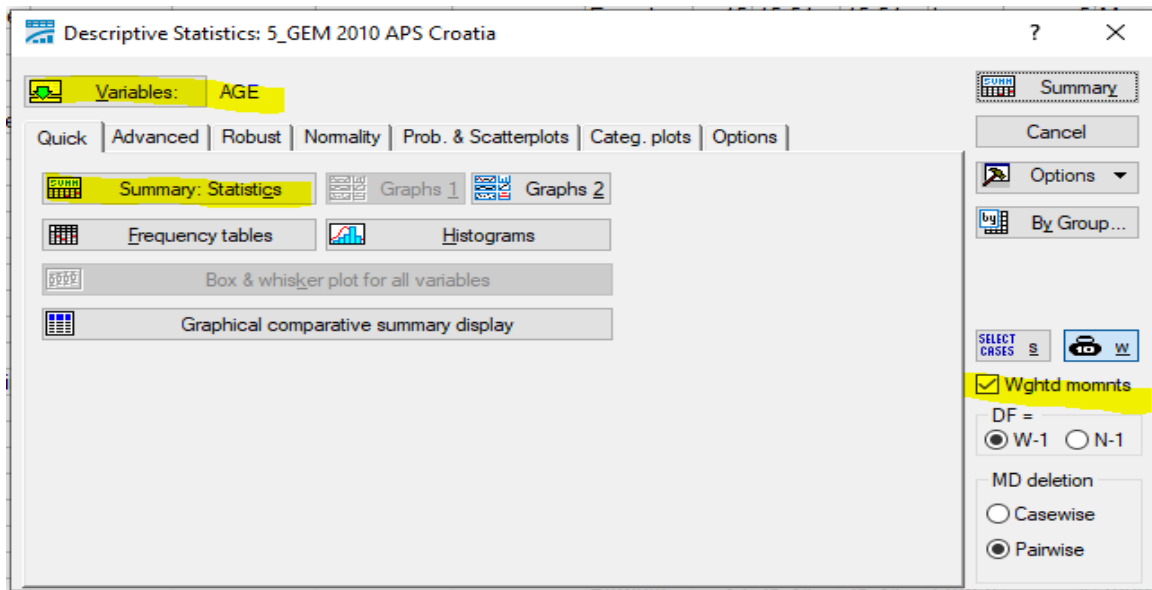 Descriptive Statistics: 5_GEM 2010 APS Croatia
? ×
Variables: AGE
Summary
Quick Advanced Robust Normality Prob. & Scatterplots Categ. plots Options
Cancel
Summary: Statistics Graphs 1 Graphs 2
Options
Frequency tables Histograms
By Group...
Box & whisker plot for all variables
Graphical comparative summary display
SELECT CASES S W
Wghtd momnts
DF =
W-1 N-1
MD deletion
Casewise
Pairwise